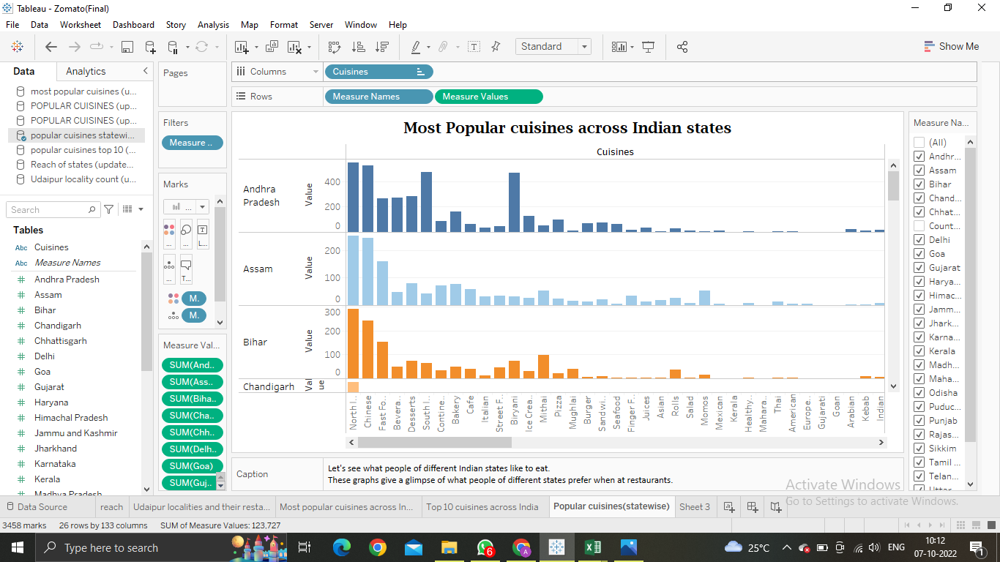 Tableau - Zomato(Final)
File Data Worksheet Dashboard Story Analysis Map Format Server Window Help
Standard
Show Me
Data Analytics
most popular cuisines (u...
POPULAR CUISINES (up...
POPULAR CUISINES (up...
popular cuisines statewi...
popular cuisines top 10 (...
Reach of states (update...
Udaipur locality count (u...
Search
Tables
Abc Cuisines
Abc Measure Names
Andhra Pradesh
Assam
Bihar
Chandigarh
Chhattisgarh
Delhi
Goa
Gujarat
Haryana
Himachal Pradesh
Jammu and Kashmir
Jharkhand
Karnataka
Kerala
Madhya Pradesh
Pages
Filters
Measure ..
Marks
...
...
...
L...
...
T...
M.
M.
Measure Val...
SUM(And..
SUM(Ass..
SUM(Biha..
SUM(Cha..
SUM(Chh..
SUM(Delh..
SUM(Goa)
SUM(Guj..
Columns
Cuisines
Rows
Measure Names
Measure Values
Most Popular cuisines across Indian states
Cuisines
Andhra
Pradesh
Value
400
200
0
Assam
Value
200
100
0
Bihar
Value
300
200
100
0
Chandigarh
Val
ue
North I..
Chinese
Fast Fo..
Bevera..
Desserts
South I..
Contine..
Bakery
Cafe
Italian
Street F..
Biryani
Ice Crea..
Mithai
Pizza
Mughlai
Burger
Sandwi..
Seafood
Finger F..
Juices
Asian
Rolls
Salad
Momos
Mexican
Kerala
Healthy..
Mahara..
Thai
American
Europe..
Gujarati
Goan
Arabian
Kebab
Indian
Caption
Let's see what people of different Indian states like to eat.
These graphs give a glimpse of what people of different states prefer when at restaurants.
Measure Na...
(All)
Andhr...
Assam
Bihar
Chand...
Chhat...
Count...
Delhi
Goa
Gujarat
Harya...
Himac...
Jamm...
Jhark...
Karna...
Kerala
Madh...
Maha...
Odisha
Puduc...
Punjab
Rajas...
Sikkim
Tamil ...
Telan...
Uttar...
Activate Windows
Go to Settings to activate Windows.
Data Source
reach
Udaipur localities and their resta...
Most popular cuisines across In...
Top 10 cuisines across India
Popular cuisines(statewise)
Sheet 3
3458 marks 26 rows by 133 columns SUM of Measure Values: 123,727
Type here to search
6
A
25°C
ENG
10:12
07-10-2022
1